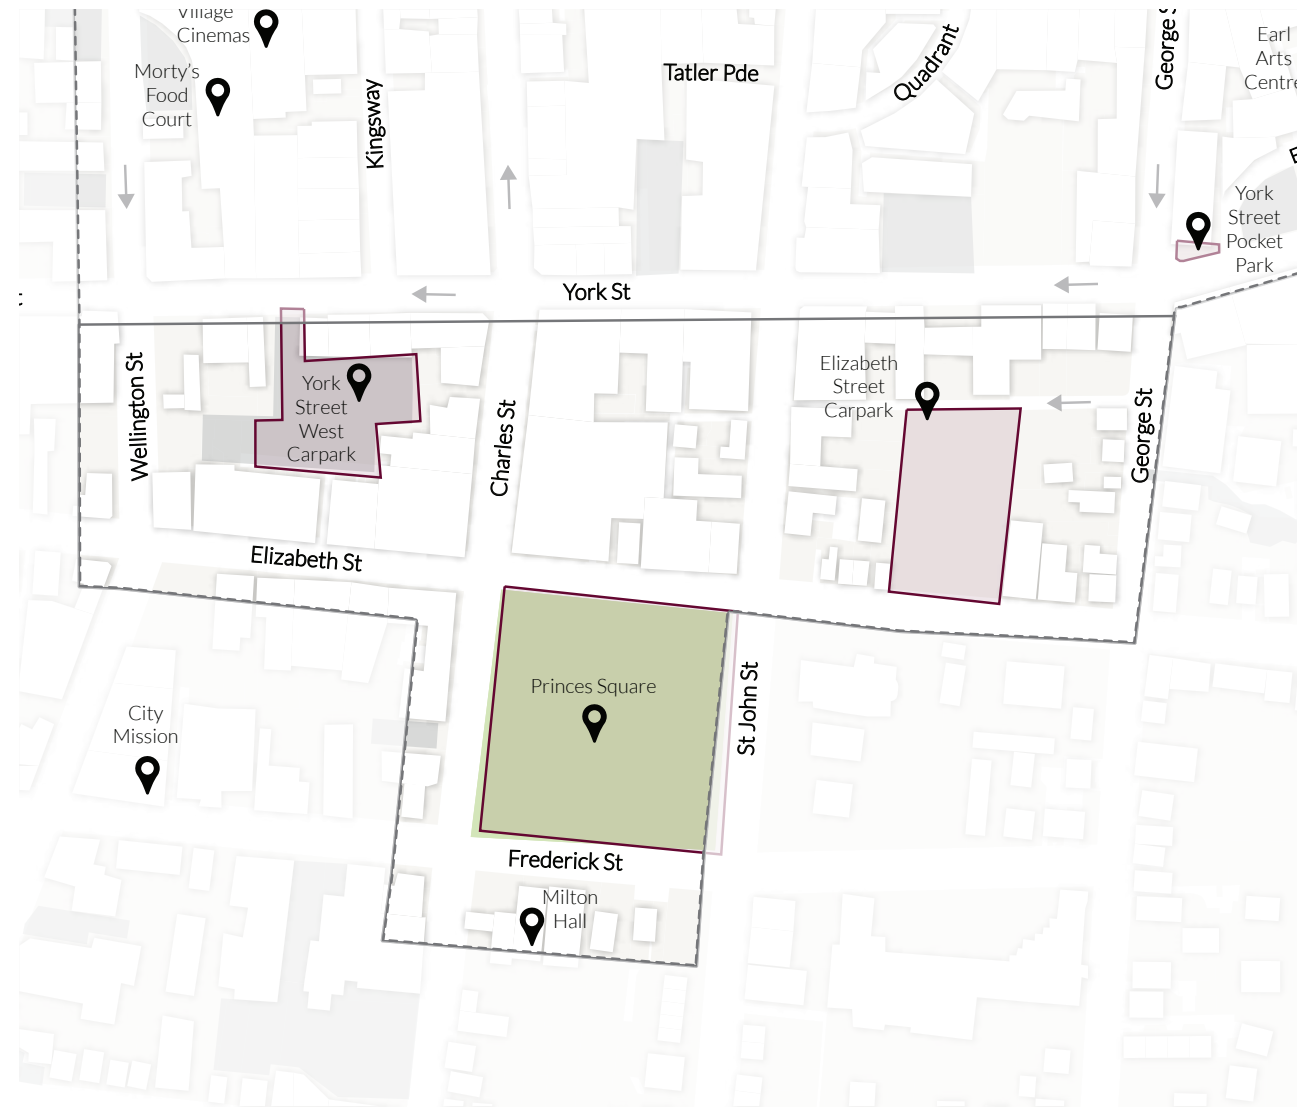 Village
Cinemas
Morty's
Food
Court
Kingsway
Tatler Pde
Quadrant
George S
Earl
Arts
Centre
York
Street
Pocket
Park
York St
Wellington St
York
Street
West
Carpark
Charles St
Elizabeth
Street
Carpark
George St
Elizabeth St
Princes Square
St John St
City
Mission
Frederick St
Milton
Hall